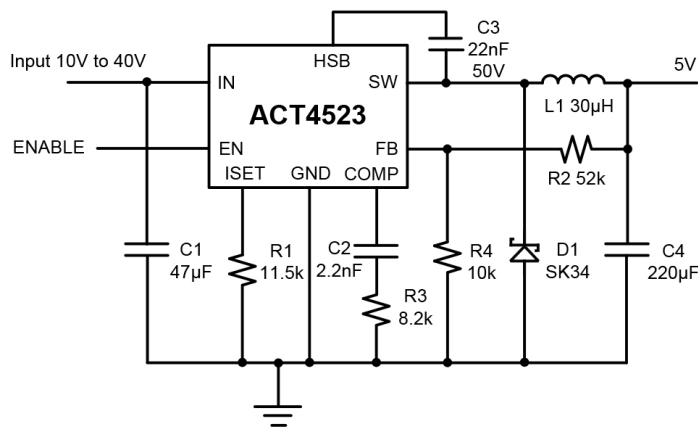 C3
22nF
Input 10V to 40V
HSB
IN
SW
50V
5V
L1 30µH
ACT4523
ENABLE
EN
FB
ISET
GND
COMP
R2 52k
C1
47µF
R1
11.5k
C2
2.2nF
R3
8.2k
R4
10k
D1
SK34
C4
220µF